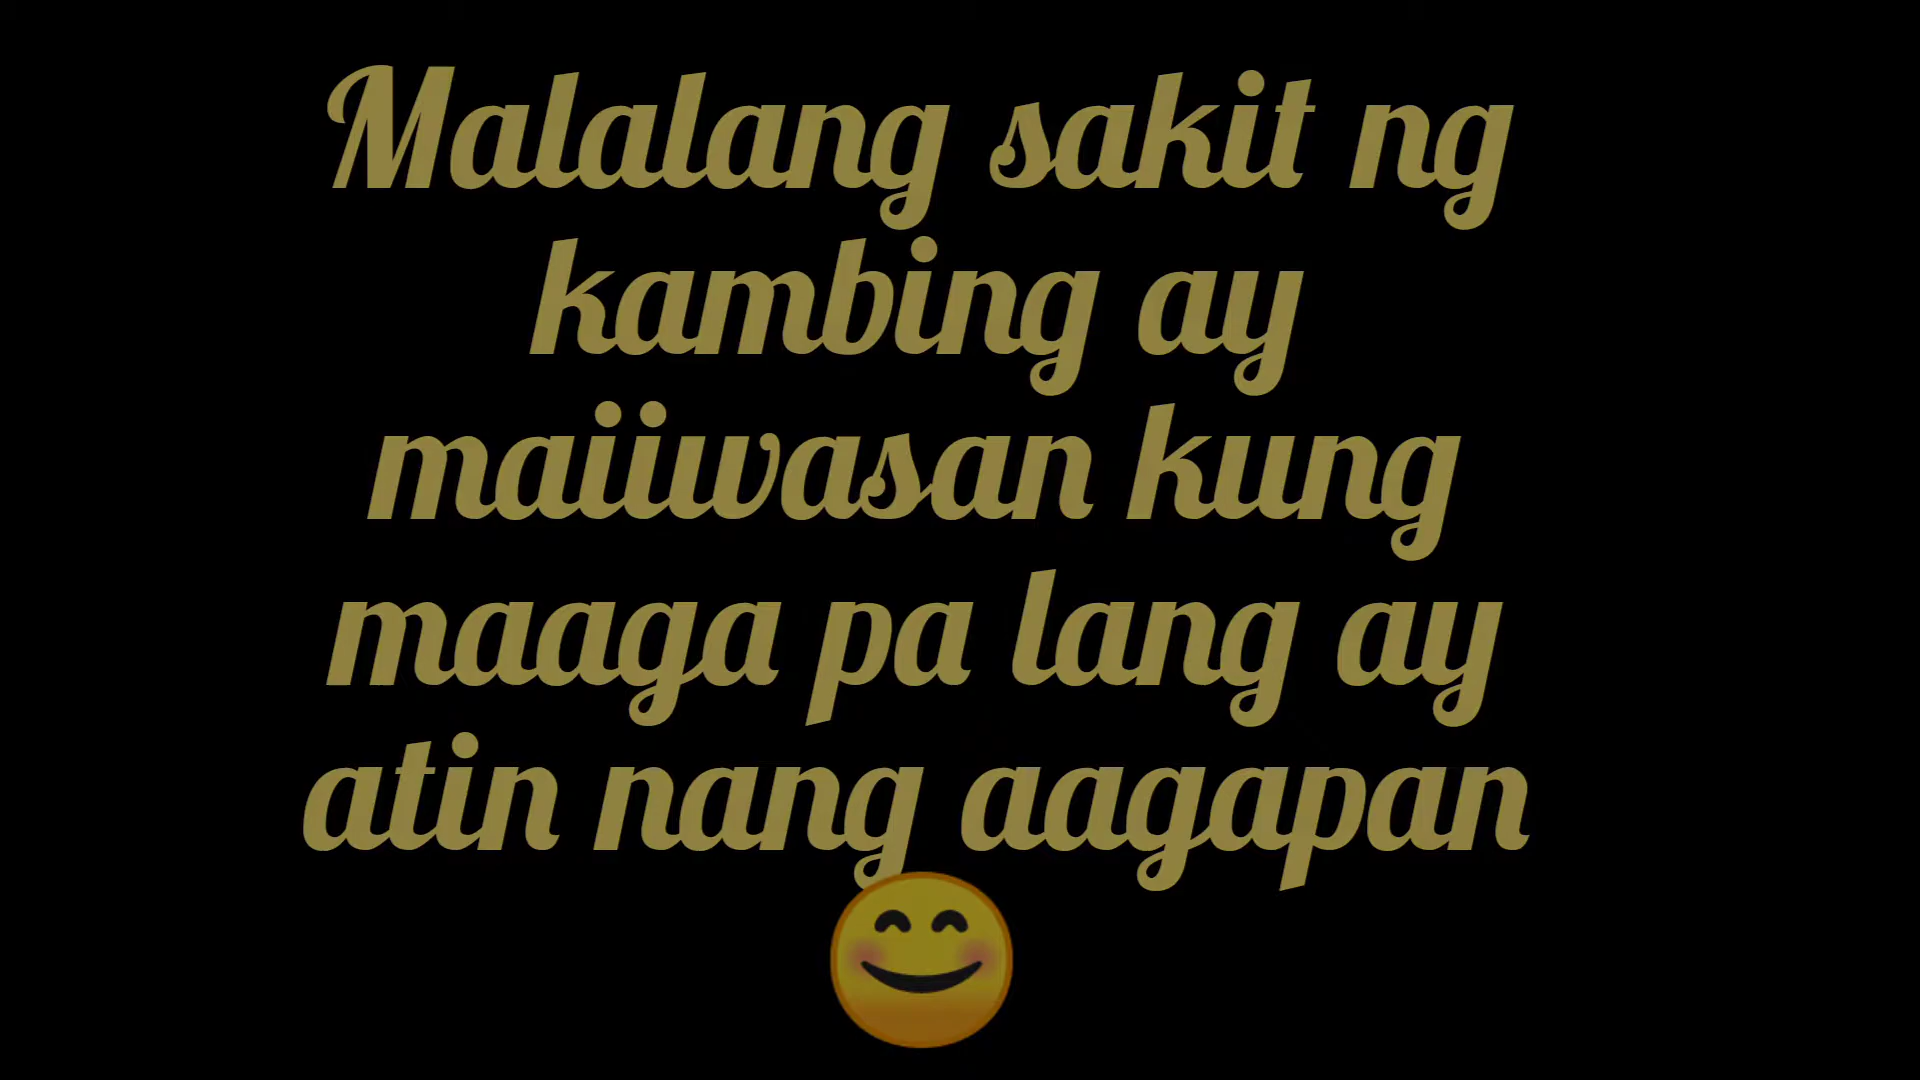 Malalang sakit ng
kambing ay
maiiwasan kung
maaga pa lang ay
atin nang aagapan
😊